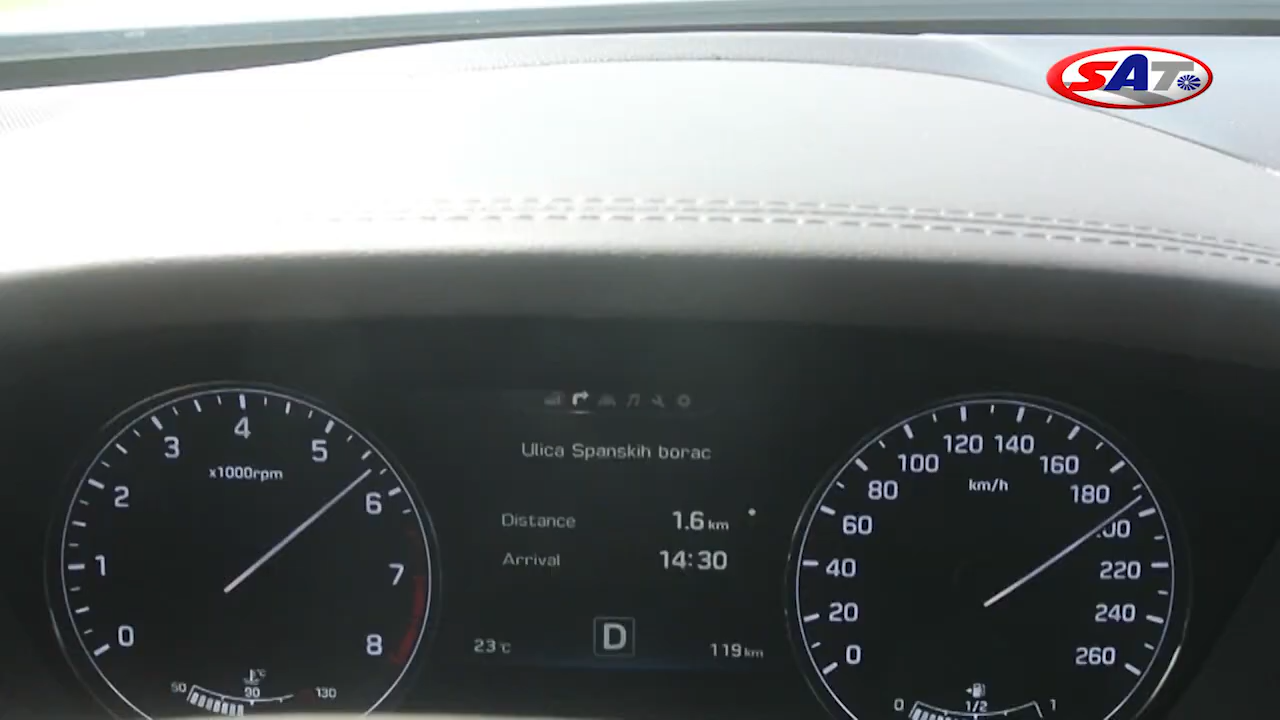 SAT
Ulica Spanskih borac
Distance 1.6 km
Arrival 14:30
D
23°C
119 km
0 1 2 3 4 5 6 7 8
x1000rpm
50 90 130
°C
0 20 40 60 80 100 120 140 160 180 200 220 240 260
km/h
0 1/2 1